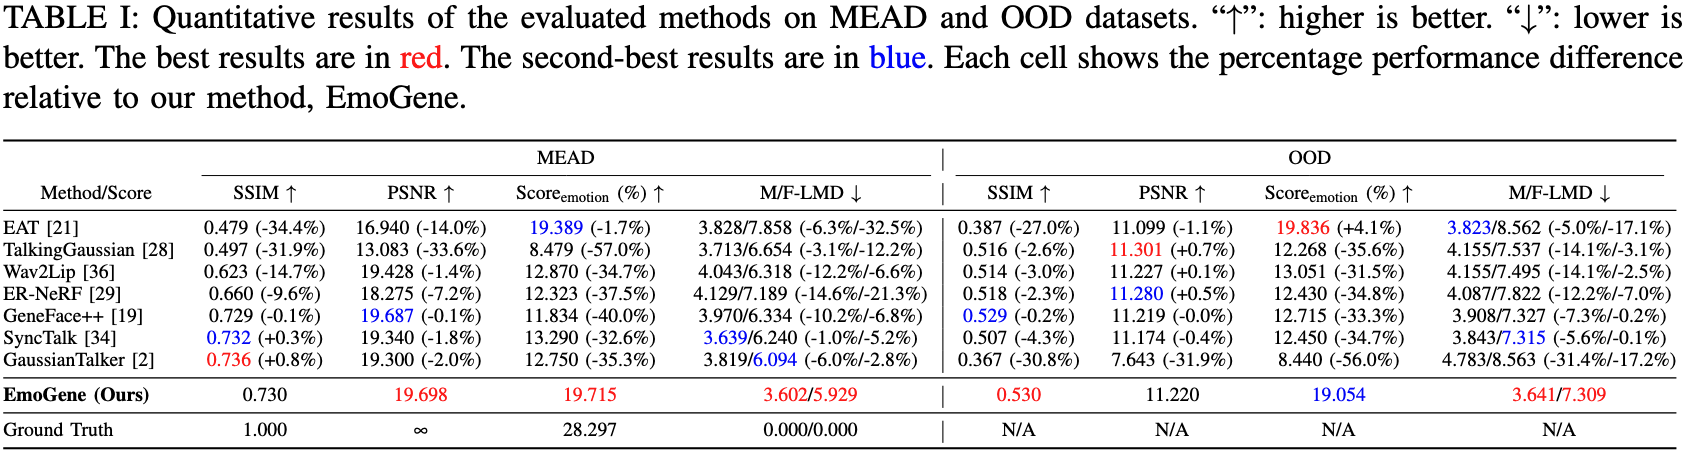 TABLE I: Quantitative results of the evaluated methods on MEAD and OOD datasets. “↑”: higher is better. “↓”: lower is
better. The best results are in red. The second-best results are in blue. Each cell shows the percentage performance difference
relative to our method, EmoGene.
MEAD | OOD
Method/Score SSIM ↑ PSNR ↑ Score_emotion (%) ↑ M/F-LMD ↓ | SSIM ↑ PSNR ↑ Score_emotion (%) ↑ M/F-LMD ↓
EAT [21] 0.479 (-34.4%) 16.940 (-14.0%) 19.389 (-1.7%) 3.828/7.858 (-6.3%/-32.5%) | 0.387 (-27.0%) 11.099 (-1.1%) 19.836 (+4.1%) 3.823/8.562 (-5.0%/-17.1%)
TalkingGaussian [28] 0.497 (-31.9%) 13.083 (-33.6%) 8.479 (-57.0%) 3.713/6.654 (-3.1%/-12.2%) | 0.516 (-2.6%) 11.301 (+0.7%) 12.268 (-35.6%) 4.155/7.537 (-14.1%/-3.1%)
Wav2Lip [36] 0.623 (-14.7%) 19.428 (-1.4%) 12.870 (-34.7%) 4.043/6.318 (-12.2%/-6.6%) | 0.514 (-3.0%) 11.227 (+0.1%) 13.051 (-31.5%) 4.155/7.495 (-14.1%/-2.5%)
ER-NeRF [29] 0.660 (-9.6%) 18.275 (-7.2%) 12.323 (-37.5%) 4.129/7.189 (-14.6%/-21.3%) | 0.518 (-2.3%) 11.280 (+0.5%) 12.430 (-34.8%) 4.087/7.822 (-12.2%/-7.0%)
GeneFace++ [19] 0.729 (-0.1%) 19.687 (-0.1%) 11.834 (-40.0%) 3.970/6.334 (-10.2%/-6.8%) | 0.529 (-0.2%) 11.219 (-0.0%) 12.715 (-33.3%) 3.908/7.327 (-7.3%/-0.2%)
SyncTalk [34] 0.732 (+0.3%) 19.340 (-1.8%) 13.290 (-32.6%) 3.639/6.240 (-1.0%/-5.2%) | 0.507 (-4.3%) 11.174 (-0.4%) 12.450 (-34.7%) 3.843/7.315 (-5.6%/-0.1%)
GaussianTalker [2] 0.736 (+0.8%) 19.300 (-2.0%) 12.750 (-35.3%) 3.819/6.094 (-6.0%/-2.8%) | 0.367 (-30.8%) 7.643 (-31.9%) 8.440 (-56.0%) 4.783/8.563 (-31.4%/-17.2%)
EmoGene (Ours) 0.730 19.698 19.715 3.602/5.929 | 0.530 11.220 19.054 3.641/7.309
Ground Truth 1.000 ∞ 28.297 0.000/0.000 | N/A N/A N/A N/A